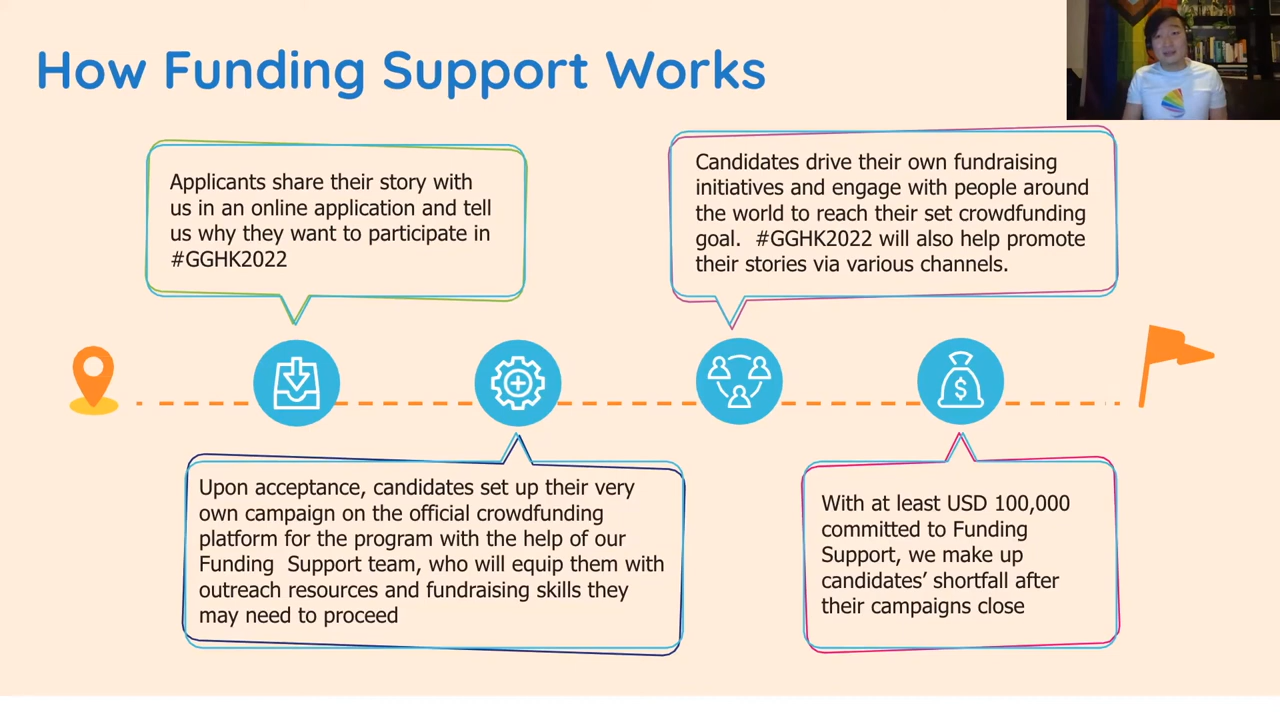 How Funding Support Works
Applicants share their story with
us in an online application and tell
us why they want to participate in
#GGHK2022
Candidates drive their own fundraising
initiatives and engage with people around
the world to reach their set crowdfunding
goal.  #GGHK2022 will also help promote
their stories via various channels.
$
Upon acceptance, candidates set up their very
own campaign on the official crowdfunding
platform for the program with the help of our
Funding  Support team, who will equip them with
outreach resources and fundraising skills they
may need to proceed
With at least USD 100,000
committed to Funding
Support, we make up
candidates’ shortfall after
their campaigns close